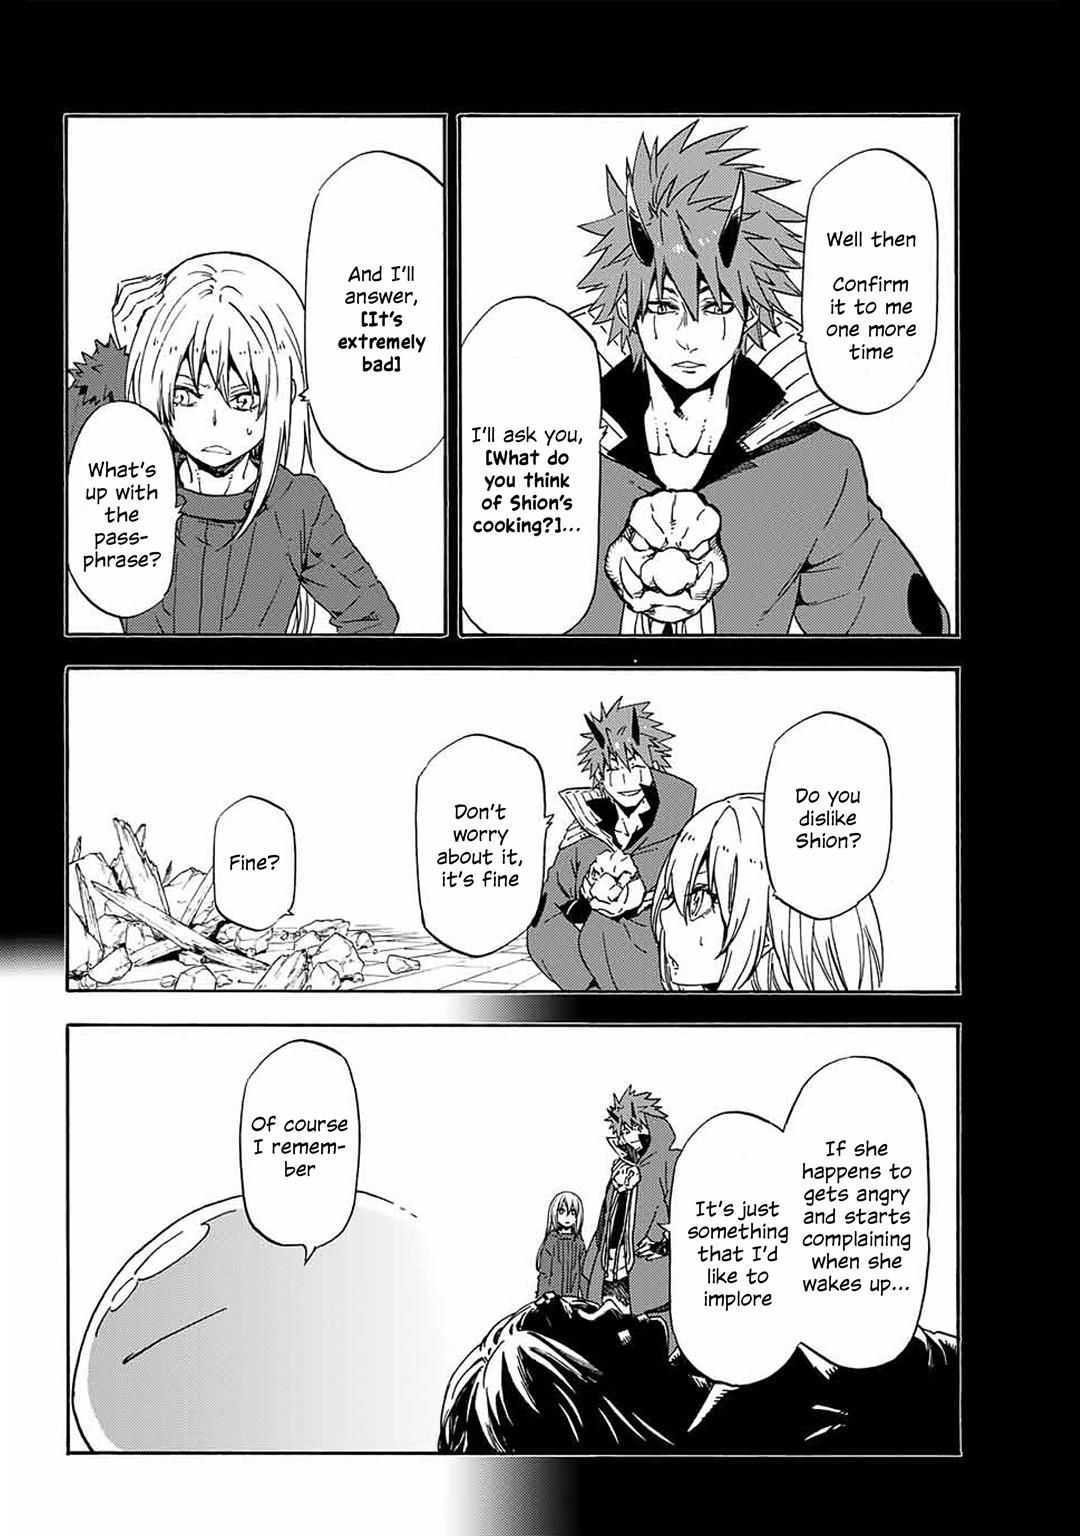 Well then
Confirm
it to me
one more
time
I'll ask you,
[What do
you think
of Shion's
cooking?]...
And I'll
answer,
[It's
extremely
bad]
What's
up with
the
pass-
phrase?
Do you
dislike
Shion?
Don't
worry
about it,
it's fine
Fine?
If she
happens to
gets angry
and starts
complaining
when she
wakes up...
It's just
something
that I'd
like to
implore
Of course
I remem-
ber